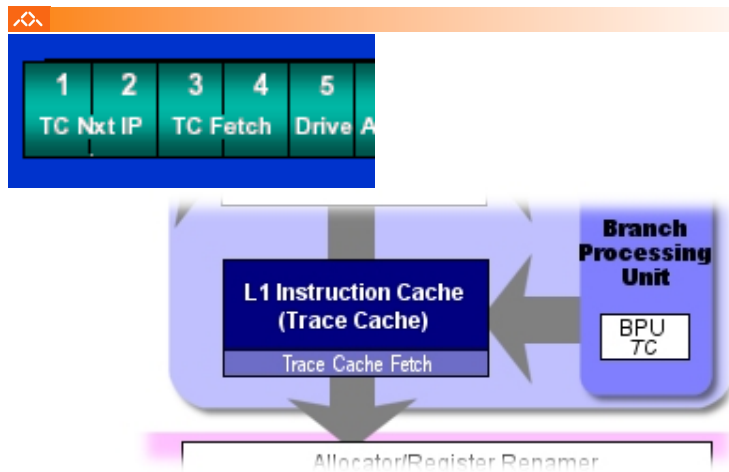 1 2 3 4 5
TC Nxt IP TC Fetch Drive A
Branch
Processing
Unit
L1 Instruction Cache
(Trace Cache)
BPU
TC
Trace Cache Fetch
Allocator/Register Renamer